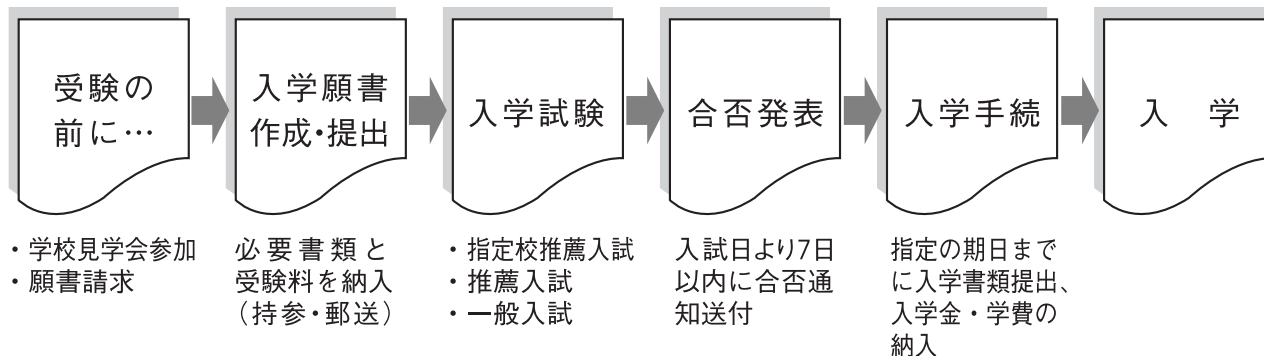 受験の
前に…
入学願書
作成・提出
入学試験
合否発表
入学手続
入　学
・学校見学会参加
・願書請求
必要書類と
受験料を納入
（持参・郵送）
・指定校推薦入試
・推薦入試
・一般入試
入試日より7日
以内に合否通
知送付
指定の期日まで
に入学書類提出、
入学金・学費の
納入